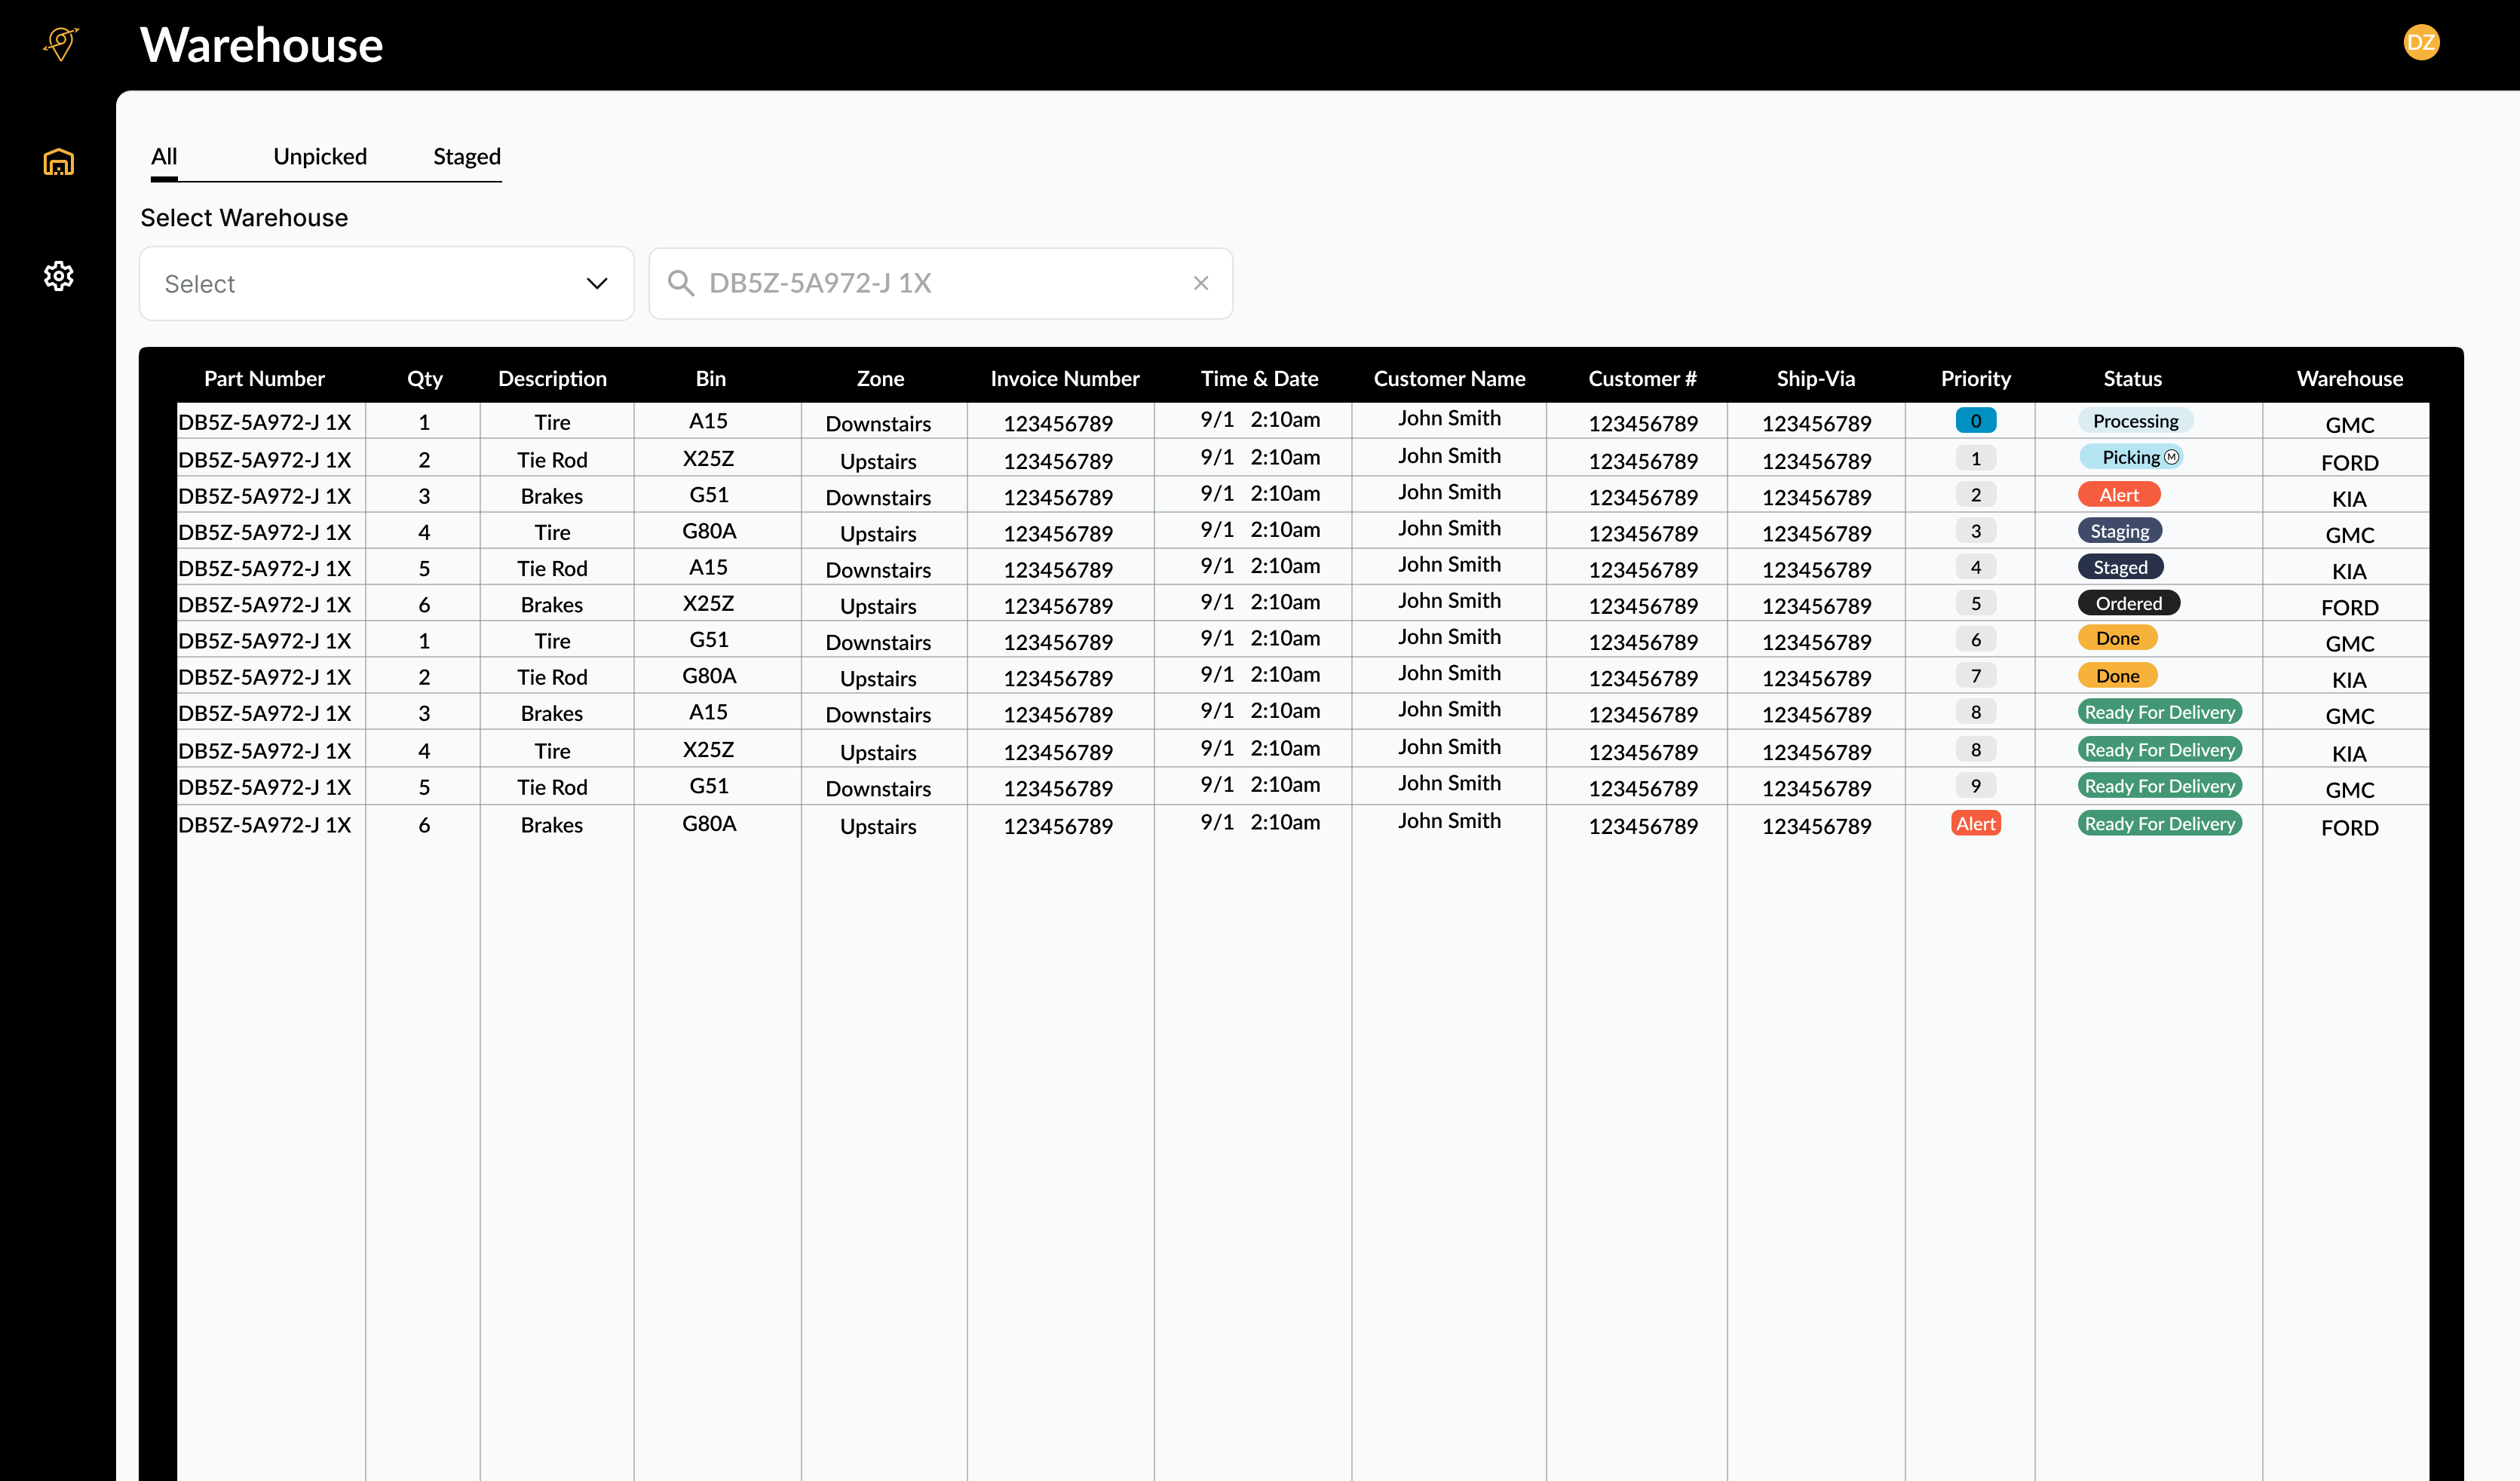 Warehouse
DZ
All Unpicked Staged
Select Warehouse
Select DB5Z-5A972-J 1X
Part Number Qty Description Bin Zone Invoice Number Time & Date Customer Name Customer # Ship-Via Priority Status Warehouse
DB5Z-5A972-J 1X 1 Tire A15 Downstairs 123456789 9/1 2:10am John Smith 123456789 123456789 0 Processing GMC
DB5Z-5A972-J 1X 2 Tie Rod X25Z Upstairs 123456789 9/1 2:10am John Smith 123456789 123456789 1 Picking Ⓜ FORD
DB5Z-5A972-J 1X 3 Brakes G51 Downstairs 123456789 9/1 2:10am John Smith 123456789 123456789 2 Alert KIA
DB5Z-5A972-J 1X 4 Tire G80A Upstairs 123456789 9/1 2:10am John Smith 123456789 123456789 3 Staging GMC
DB5Z-5A972-J 1X 5 Tie Rod A15 Downstairs 123456789 9/1 2:10am John Smith 123456789 123456789 4 Staged KIA
DB5Z-5A972-J 1X 6 Brakes X25Z Upstairs 123456789 9/1 2:10am John Smith 123456789 123456789 5 Ordered FORD
DB5Z-5A972-J 1X 1 Tire G51 Downstairs 123456789 9/1 2:10am John Smith 123456789 123456789 6 Done GMC
DB5Z-5A972-J 1X 2 Tie Rod G80A Upstairs 123456789 9/1 2:10am John Smith 123456789 123456789 7 Done KIA
DB5Z-5A972-J 1X 3 Brakes A15 Downstairs 123456789 9/1 2:10am John Smith 123456789 123456789 8 Ready For Delivery GMC
DB5Z-5A972-J 1X 4 Tire X25Z Upstairs 123456789 9/1 2:10am John Smith 123456789 123456789 8 Ready For Delivery KIA
DB5Z-5A972-J 1X 5 Tie Rod G51 Downstairs 123456789 9/1 2:10am John Smith 123456789 123456789 9 Ready For Delivery GMC
DB5Z-5A972-J 1X 6 Brakes G80A Upstairs 123456789 9/1 2:10am John Smith 123456789 123456789 Alert Ready For Delivery FORD